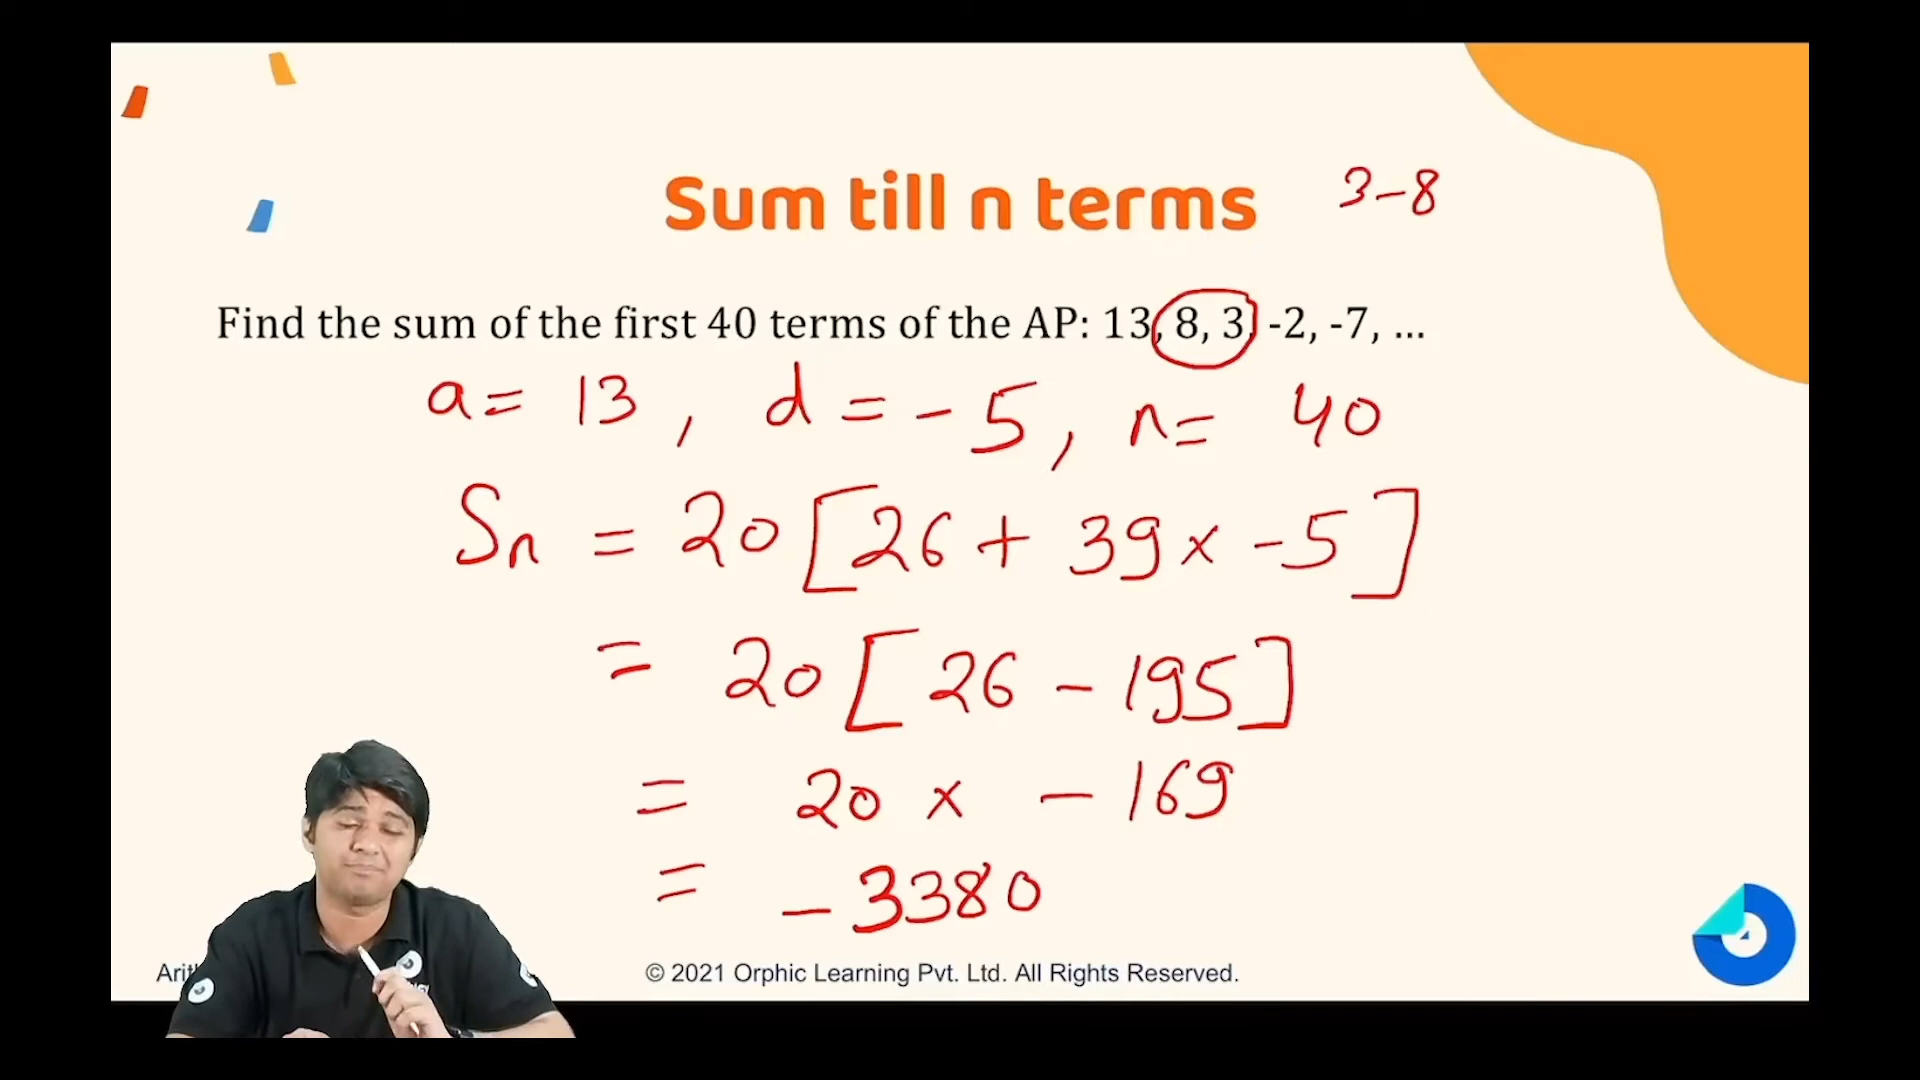 Sum till n terms
3-8
Find the sum of the first 40 terms of the AP: 13, 8, 3, -2, -7, ...
a = 13, d = -5, n = 40
Sn = 20 [26 + 39 x -5]
= 20 [26 - 195]
= 20 x - 169
= -3380
© 2021 Orphic Learning Pvt. Ltd. All Rights Reserved.